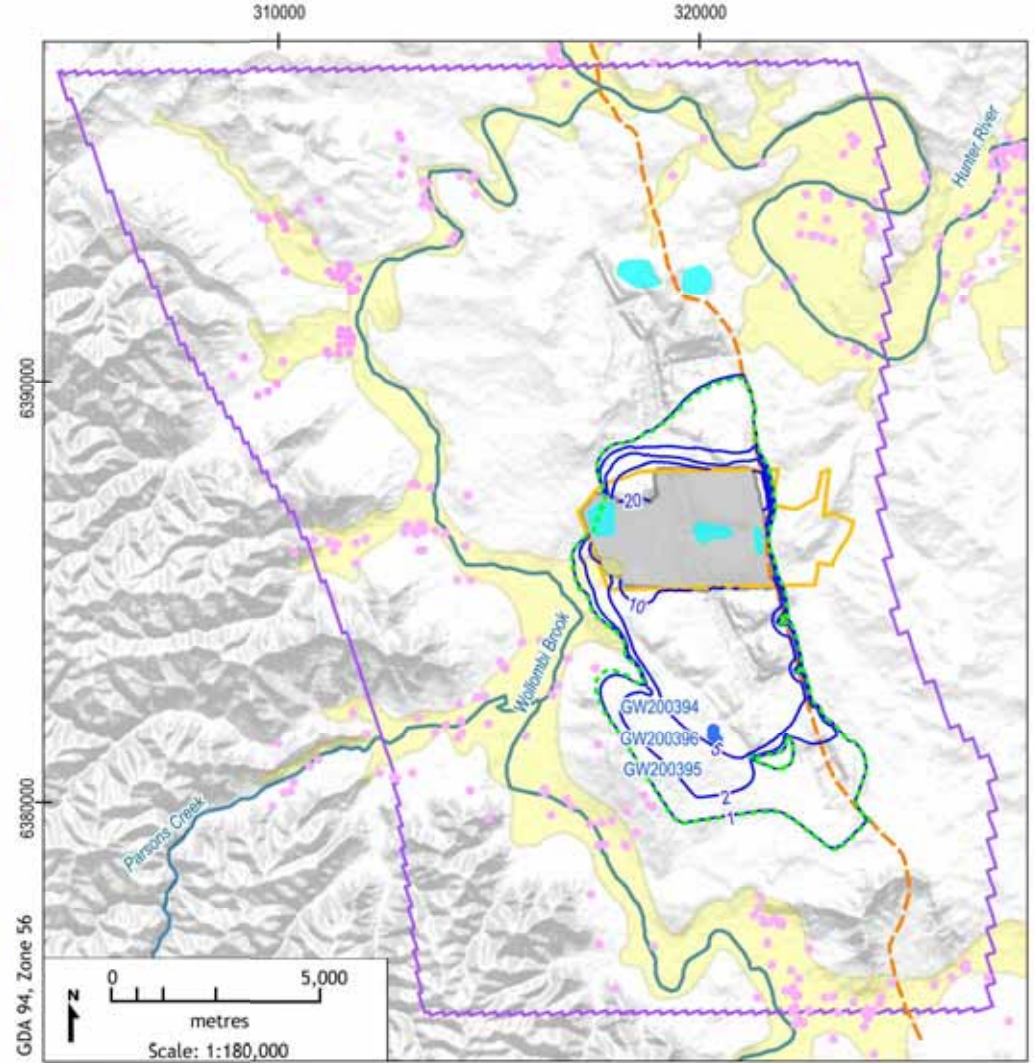 310000
320000
Hunter River
6390000
20
10
Wollombi Brook
GW200394
GW200396
5
GW200395
2
1
6380000
Parsons Creek
GDA 94, Zone 56
0
5,000
N
metres
Scale: 1:180,000